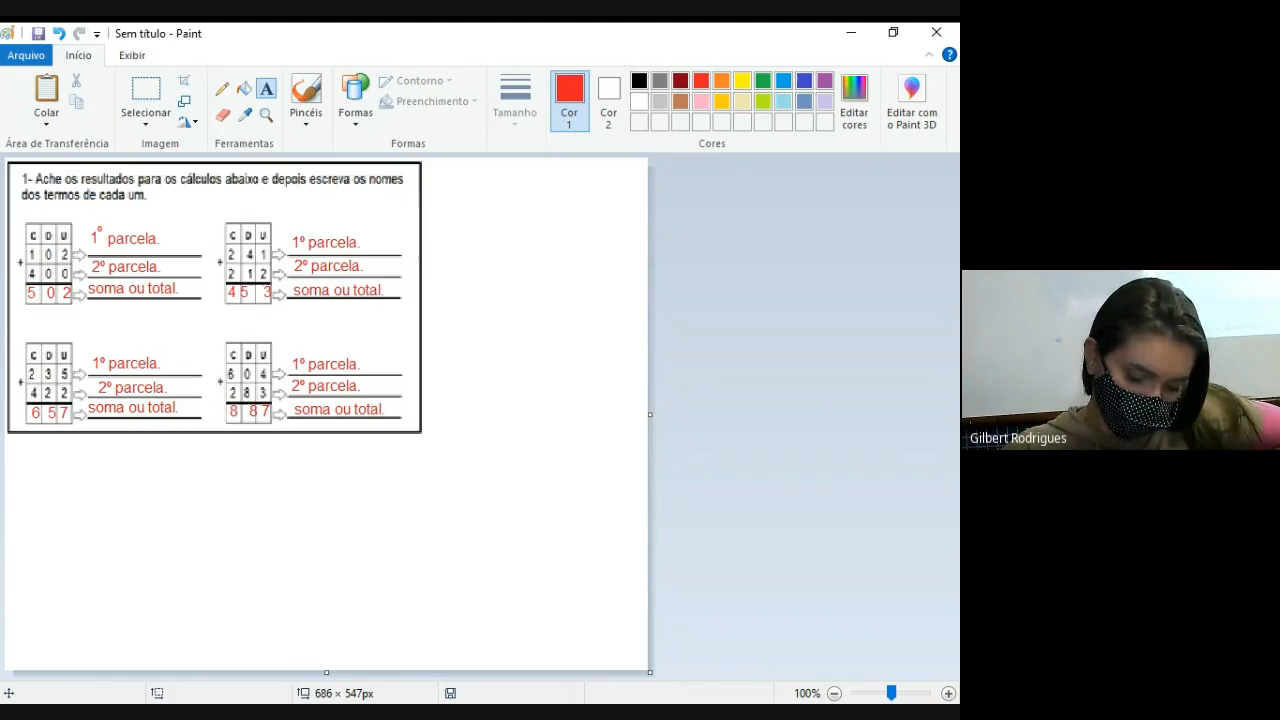 Sem título - Paint
Arquivo Início Exibir
Colar
Área de Transferência
Selecionar
Imagem
A
Ferramentas
Pincéis
Formas
Contorno
Preenchimento
Formas
Tamanho
Cor 1
Cor 2
Cores
Editar cores
Editar com o Paint 3D
1- Ache os resultados para os cálculos abaixo e depois escreva os nomes
dos termos de cada um.
C D U
1 0 2 1º parcela.
+
4 0 0 2º parcela.
5 0 2 soma ou total.
C D U
2 4 1 1º parcela.
+
2 1 2 2º parcela.
4 5 3 soma ou total.
C D U
2 3 5 1º parcela.
+
4 2 2 2º parcela.
6 5 7 soma ou total.
C D U
6 0 4 1º parcela.
+
2 8 3 2º parcela.
8 8 7 soma ou total.
Gilbert Rodrigues
686 × 547px
100%